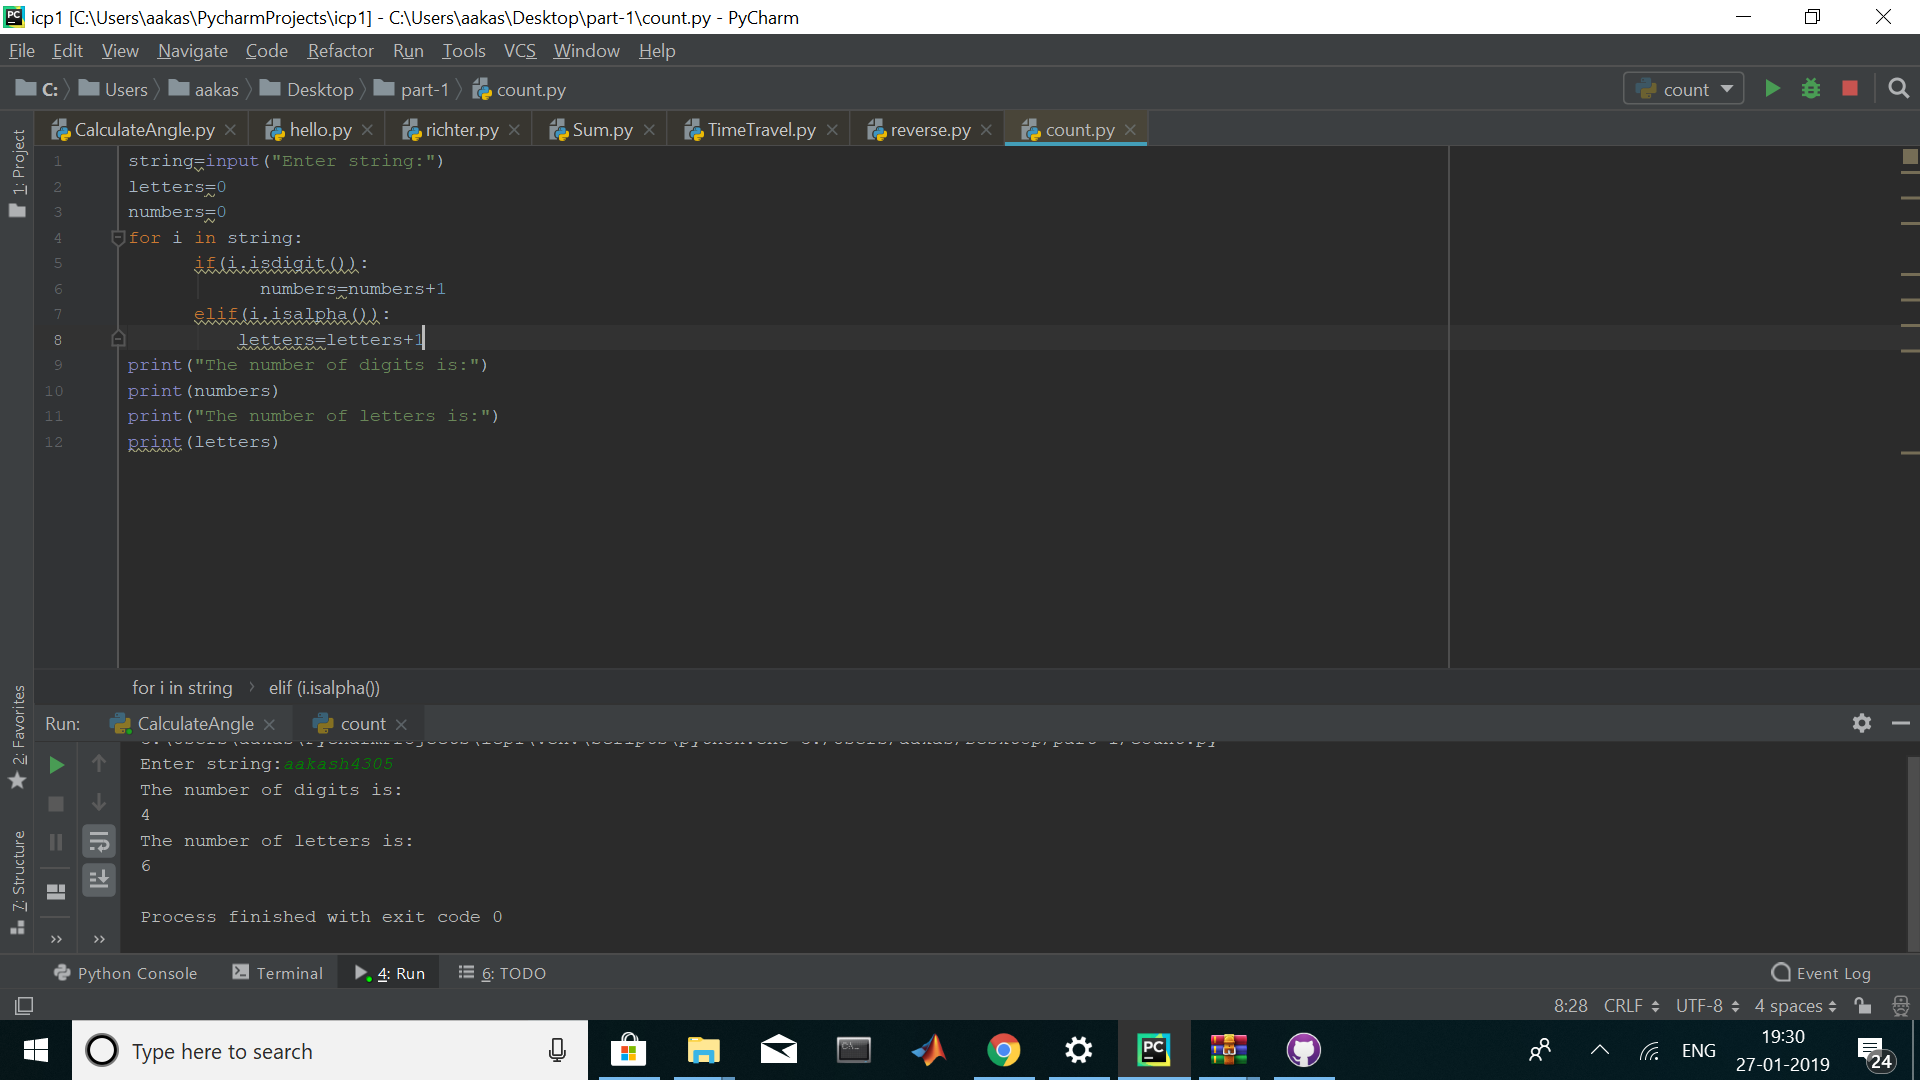 icp1 [C:\Users\aakas\PycharmProjects\icp1] - C:\Users\aakas\Desktop\part-1\count.py - PyCharm
File Edit View Navigate Code Refactor Run Tools VCS Window Help
C: Users aakas Desktop part-1 count.py count
CalculateAngle.py hello.py richter.py Sum.py TimeTravel.py reverse.py count.py
1: Project
1 string=input("Enter string:")
2 letters=0
3 numbers=0
4 for i in string:
5 if(i.isdigit()):
6 numbers=numbers+1
7 elif(i.isalpha()):
8 letters=letters+1
9 print("The number of digits is:")
10 print(numbers)
11 print("The number of letters is:")
12 print(letters)
for i in string elif (i.isalpha())
2: Favorites
7: Structure
Run: CalculateAngle count
Enter string:aakash4305
The number of digits is:
4
The number of letters is:
6
Process finished with exit code 0
Python Console Terminal 4: Run 6: TODO Event Log
8:28 CRLF UTF-8 4 spaces
Type here to search
PC
ENG
19:30
27-01-2019
24